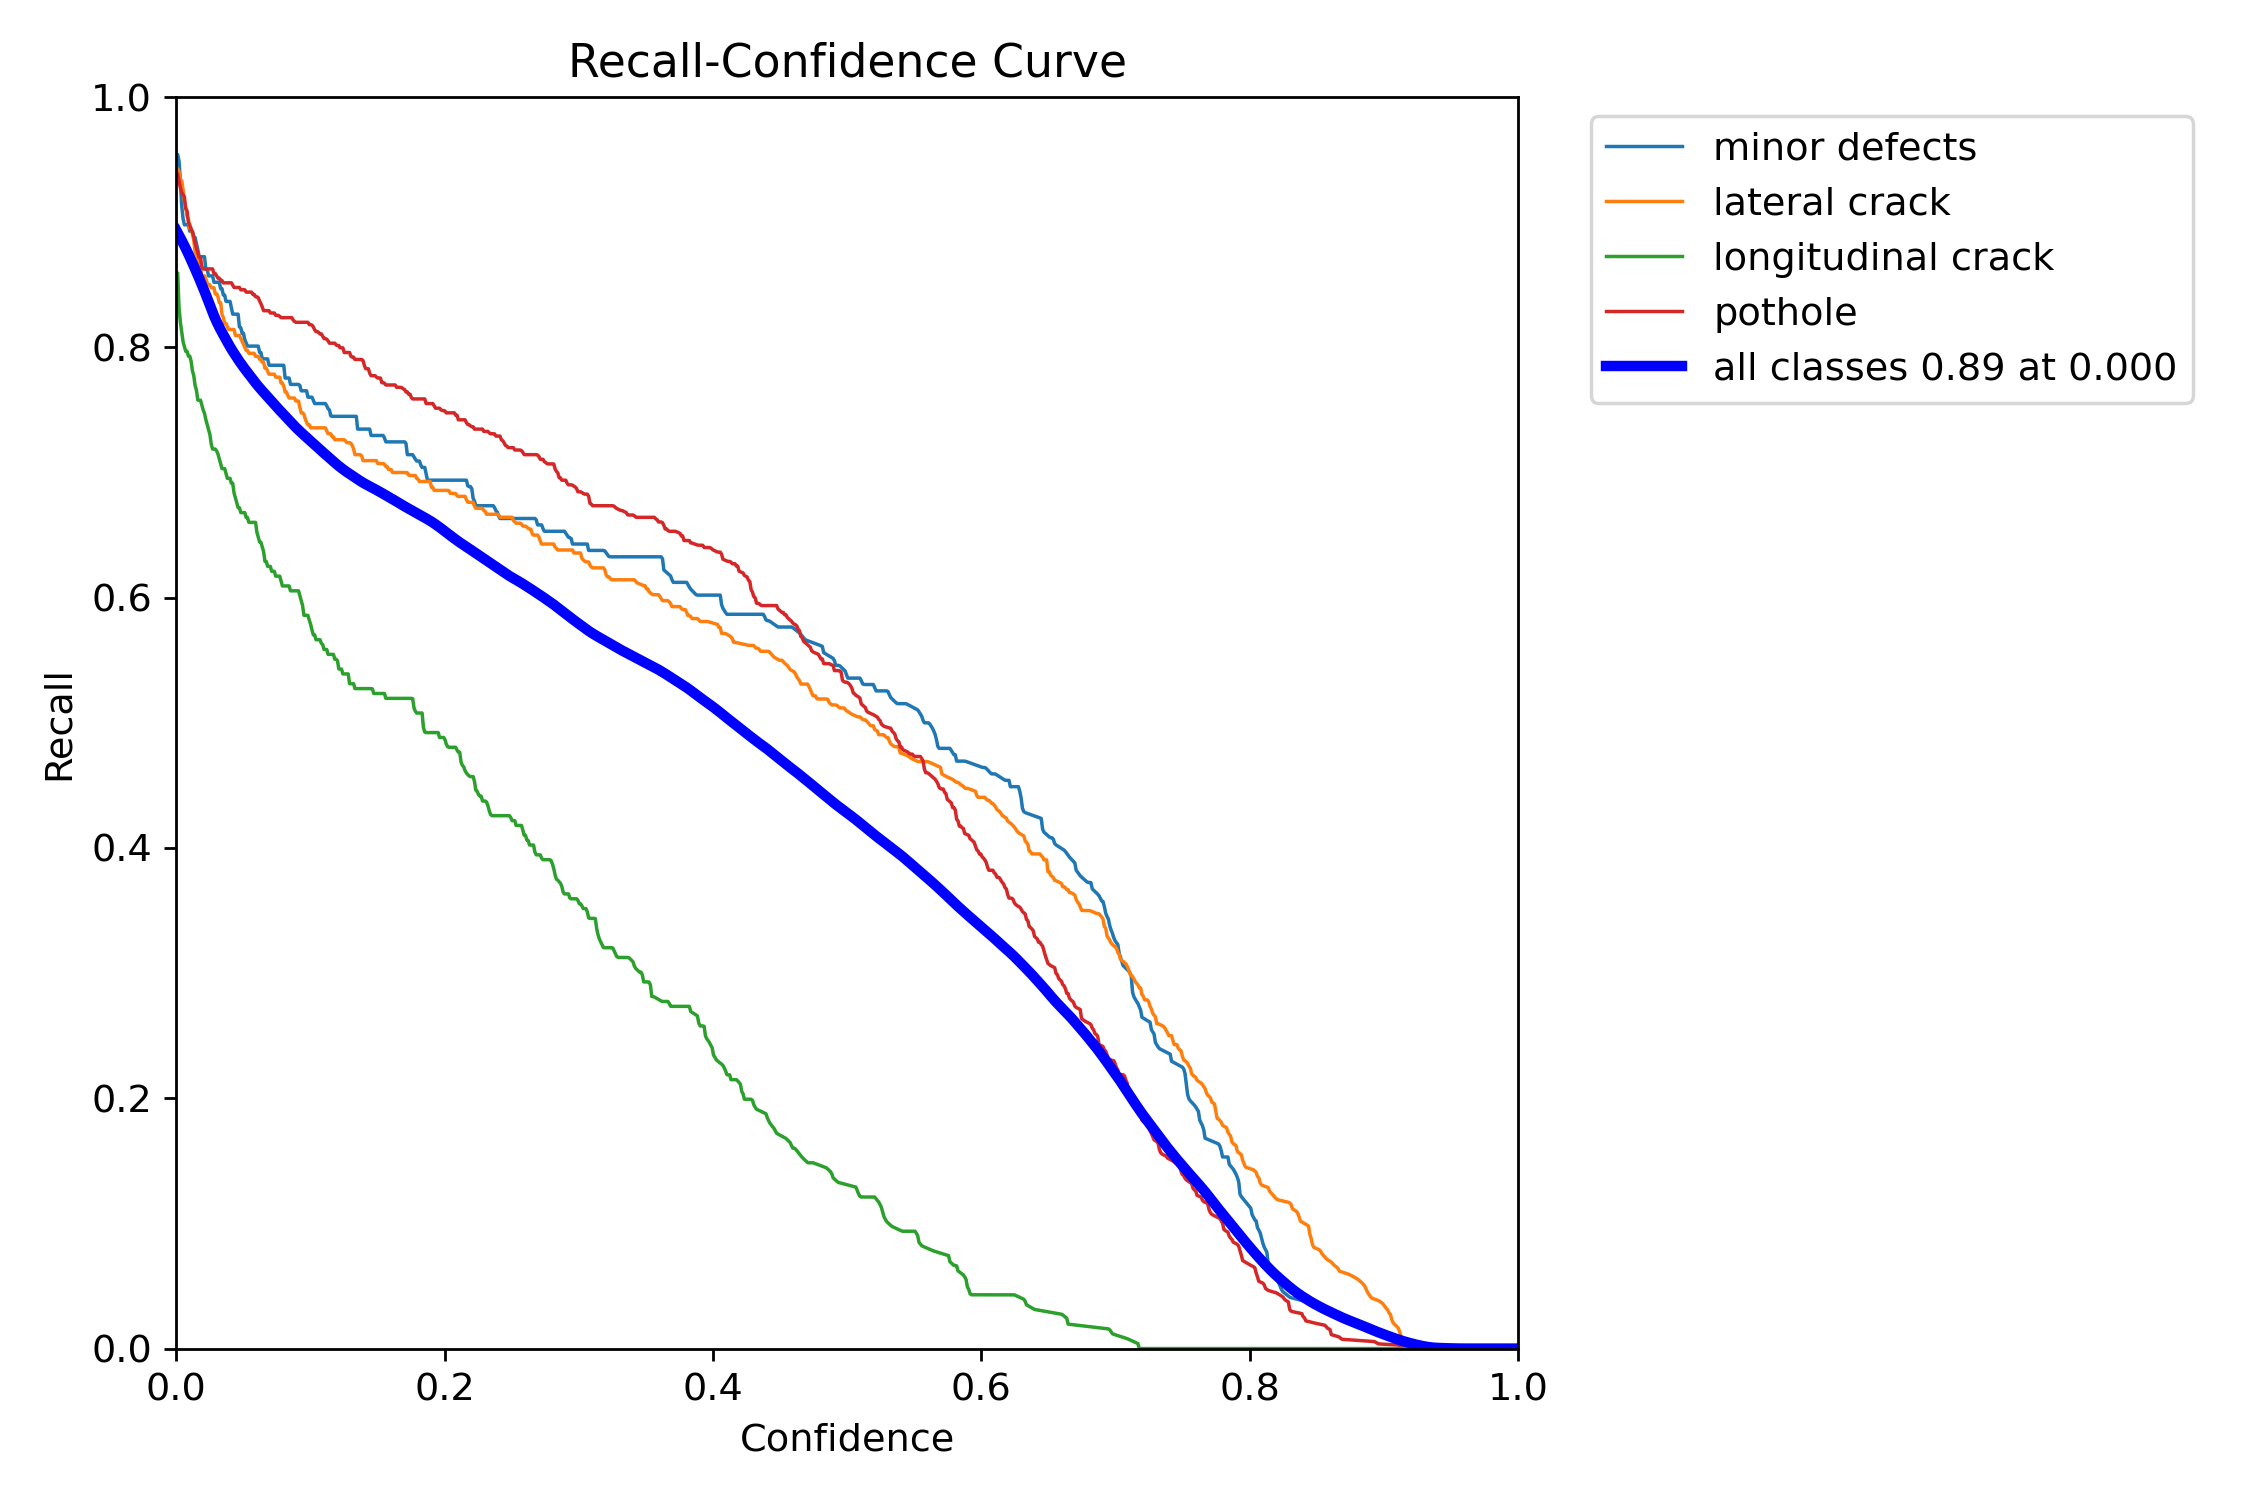 Recall-Confidence Curve
1.0
0.8
0.6
0.4
0.2
0.0
Recall
0.0 0.2 0.4 0.6 0.8 1.0
Confidence
minor defects
lateral crack
longitudinal crack
pothole
all classes 0.89 at 0.000